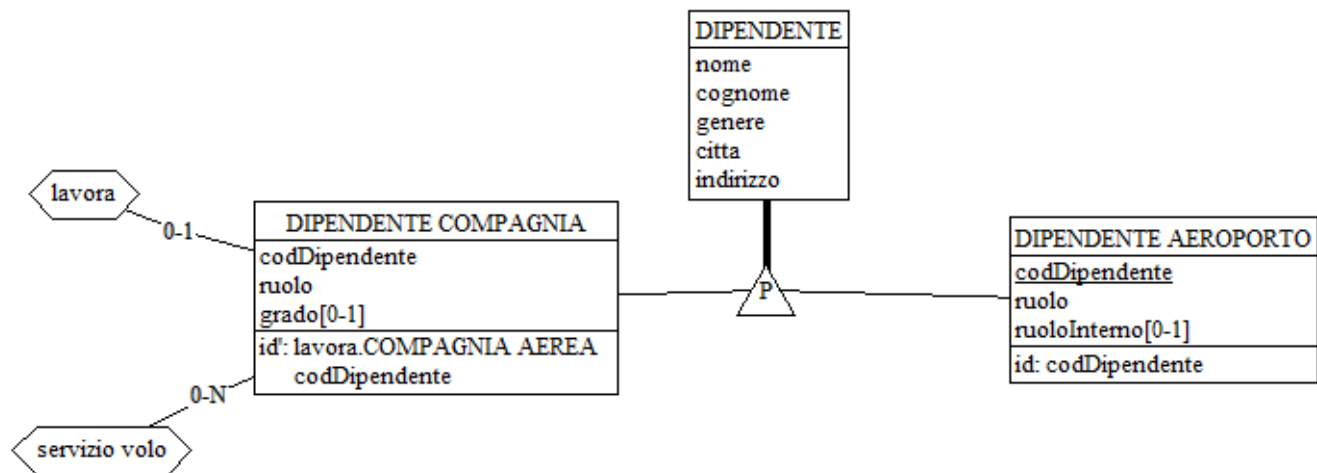 DIPENDENTE
nome
cognome
genere
citta
indirizzo
lavora
0-1
DIPENDENTE COMPAGNIA
codDipendente
ruolo
grado[0-1]
id': lavora.COMPAGNIA AEREA
codDipendente
0-N
servizio volo
P
DIPENDENTE AEROPORTO
codDipendente
ruolo
ruoloInterno[0-1]
id: codDipendente